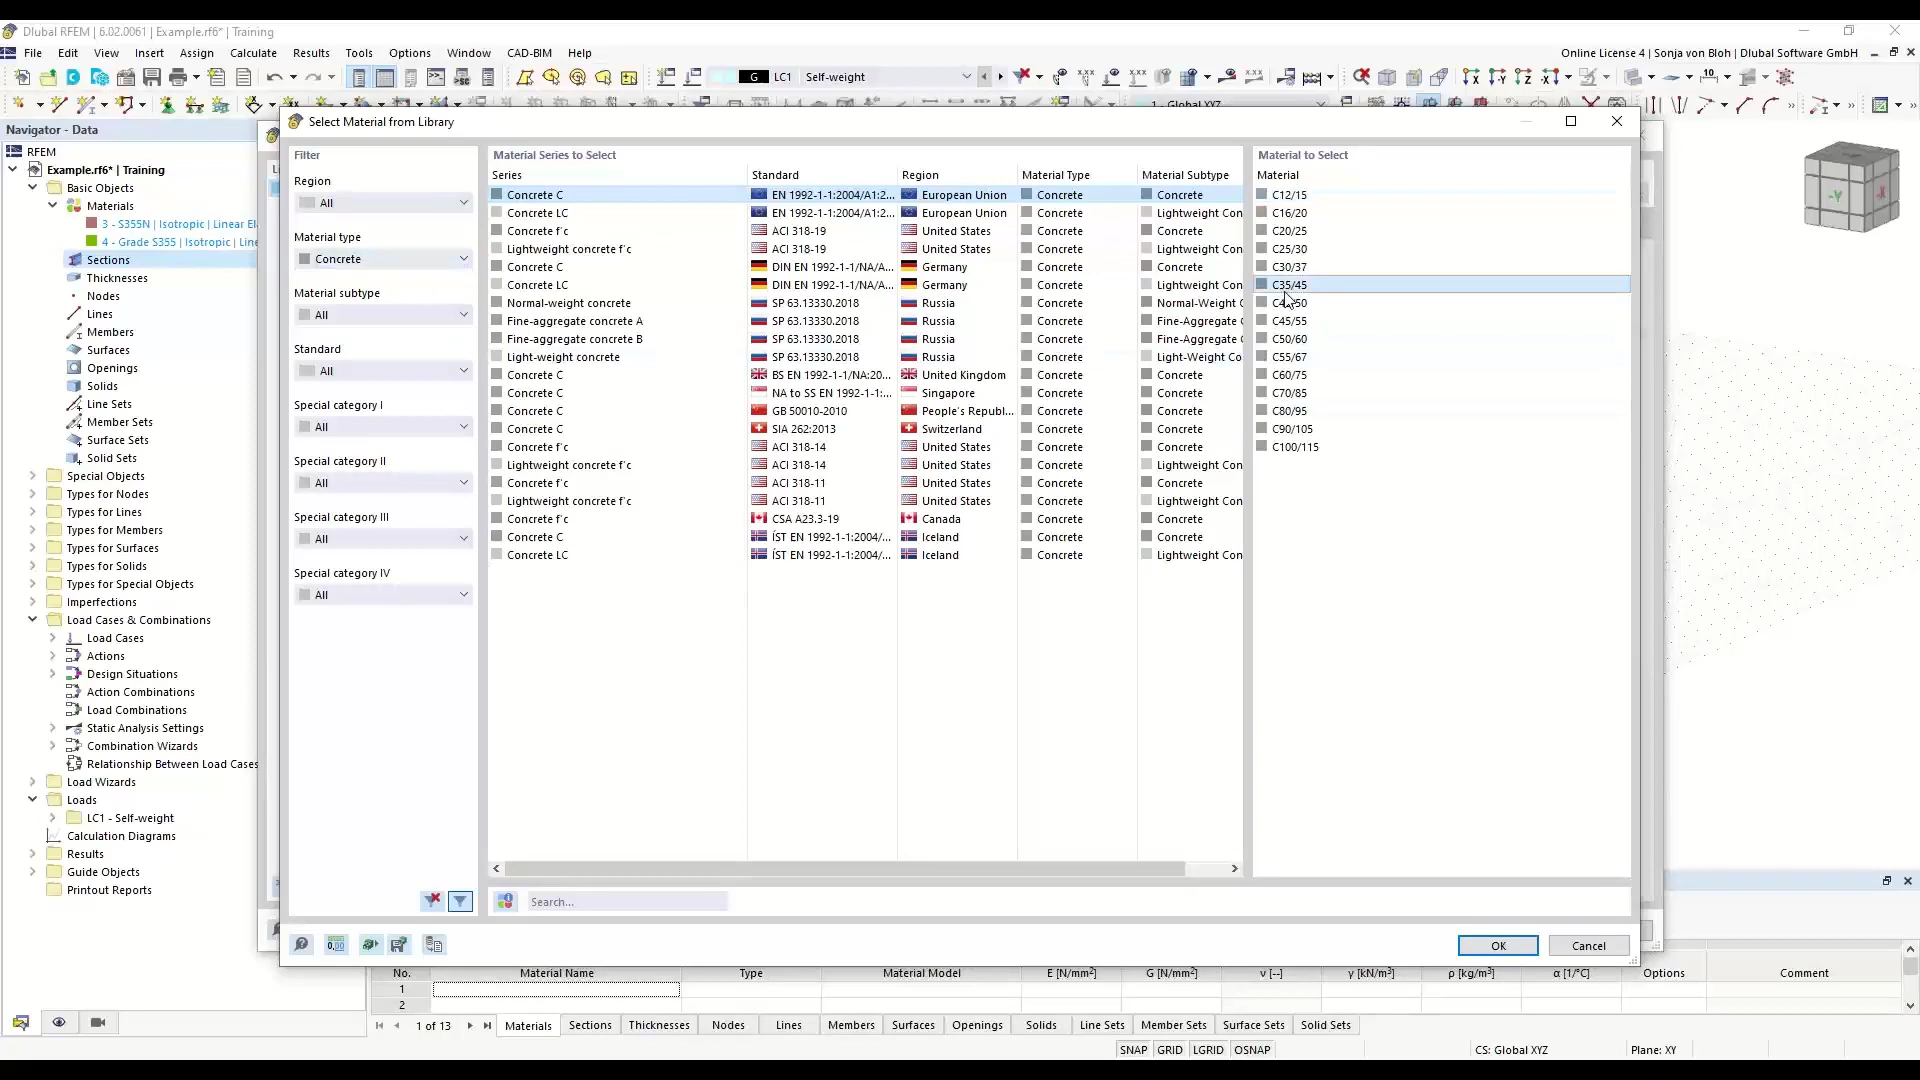 Dlubal RFEM | 6.02.0061 | Example.rf6* | Training
File Edit View Insert Assign Calculate Results Tools Options Window CAD-BIM Help
Online License 4 | Sonja von Bloh | Dlubal Software GmbH
G LC1 Self-weight
1 - Global XYZ
Navigator - Data
RFEM
Example.rf6* | Training
Basic Objects
Materials
3 - S355N | Isotropic | Linear El
4 - Grade S355 | Isotropic | Line
Sections
Thicknesses
Nodes
Lines
Members
Surfaces
Openings
Solids
Line Sets
Member Sets
Surface Sets
Solid Sets
Special Objects
Types for Nodes
Types for Lines
Types for Members
Types for Surfaces
Types for Solids
Types for Special Objects
Imperfections
Load Cases & Combinations
Load Cases
Actions
Design Situations
Action Combinations
Load Combinations
Static Analysis Settings
Combination Wizards
Relationship Between Load Cases
Load Wizards
Loads
LC1 - Self-weight
Calculation Diagrams
Results
Guide Objects
Printout Reports
Select Material from Library
Filter
Region
All
Material type
Concrete
Material subtype
All
Standard
All
Special category I
All
Special category II
All
Special category III
All
Special category IV
All
Material Series to Select
Series Standard Region Material Type Material Subtype
Concrete C EN 1992-1-1:2004/A1:2... European Union Concrete Concrete
Concrete LC EN 1992-1-1:2004/A1:2... European Union Concrete Lightweight Con
Concrete f'c ACI 318-19 United States Concrete Concrete
Lightweight concrete f'c ACI 318-19 United States Concrete Lightweight Con
Concrete C DIN EN 1992-1-1/NA/A... Germany Concrete Concrete
Concrete LC DIN EN 1992-1-1/NA/A... Germany Concrete Lightweight Con
Normal-weight concrete SP 63.13330.2018 Russia Concrete Normal-Weight C
Fine-aggregate concrete A SP 63.13330.2018 Russia Concrete Fine-Aggregate C
Fine-aggregate concrete B SP 63.13330.2018 Russia Concrete Fine-Aggregate C
Light-weight concrete SP 63.13330.2018 Russia Concrete Light-Weight Co
Concrete C BS EN 1992-1-1/NA:20... United Kingdom Concrete Concrete
Concrete C NA to SS EN 1992-1-1:... Singapore Concrete Concrete
Concrete C GB 50010-2010 People's Republ... Concrete Concrete
Concrete C SIA 262:2013 Switzerland Concrete Concrete
Concrete f'c ACI 318-14 United States Concrete Concrete
Lightweight concrete f'c ACI 318-14 United States Concrete Lightweight Con
Concrete f'c ACI 318-11 United States Concrete Concrete
Lightweight concrete f'c ACI 318-11 United States Concrete Lightweight Con
Concrete f'c CSA A23.3-19 Canada Concrete Concrete
Concrete C ÍST EN 1992-1-1:2004/... Iceland Concrete Concrete
Concrete LC ÍST EN 1992-1-1:2004/... Iceland Concrete Lightweight Con
Search...
Material to Select
Material
C12/15
C16/20
C20/25
C25/30
C30/37
C35/45
C45/55
C50/60
C55/67
C60/75
C70/85
C80/95
C90/105
C100/115
OK Cancel
No. Material Name Type Material Model E [N/mm²] G [N/mm²] ν [--] γ [kN/m³] ρ [kg/m³] α [1/°C] Options Comment
1
2
1 of 13 Materials Sections Thicknesses Nodes Lines Members Surfaces Openings Solids Line Sets Member Sets Surface Sets Solid Sets
SNAP GRID LGRID OSNAP CS: Global XYZ Plane: XY